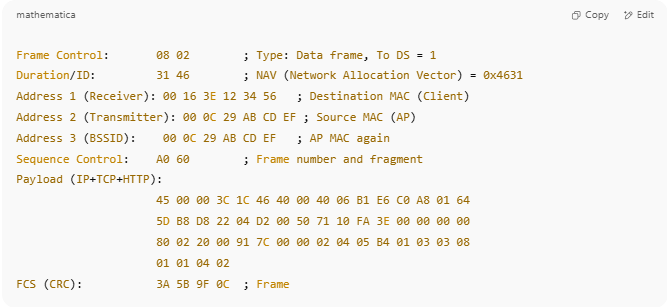 mathematica
Copy
Edit
Frame Control: 08 02 ; Type: Data frame, To DS = 1
Duration/ID: 31 46 ; NAV (Network Allocation Vector) = 0x4631
Address 1 (Receiver): 00 16 3E 12 34 56 ; Destination MAC (Client)
Address 2 (Transmitter): 00 0C 29 AB CD EF ; Source MAC (AP)
Address 3 (BSSID): 00 0C 29 AB CD EF ; AP MAC again
Sequence Control: A0 60 ; Frame number and fragment
Payload (IP+TCP+HTTP):
45 00 00 3C 1C 46 40 00 40 06 B1 E6 C0 A8 01 64
5D B8 D8 22 04 D2 00 50 71 10 FA 3E 00 00 00 00
80 02 20 00 91 7C 00 00 02 04 05 B4 01 03 03 08
01 01 04 02
FCS (CRC): 3A 5B 9F 0C ; Frame